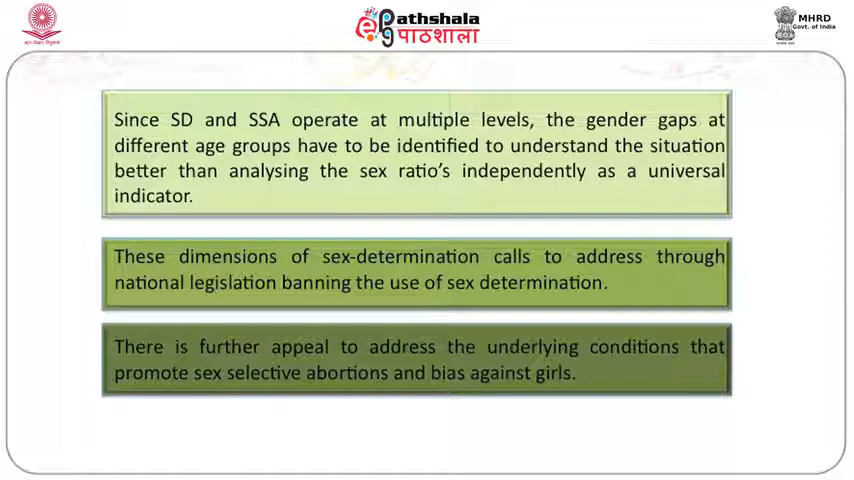 Pathshala
पाठशाला
MHRD
Govt. of India
Since SD and SSA operate at multiple levels, the gender gaps at
different age groups have to be identified to understand the situation
better than analysing the sex ratio's independently as a universal
indicator.
These dimensions of sex-determination calls to address through
national legislation banning the use of sex determination.
There is further appeal to address the underlying conditions that
promote sex selective abortions and bias against girls.